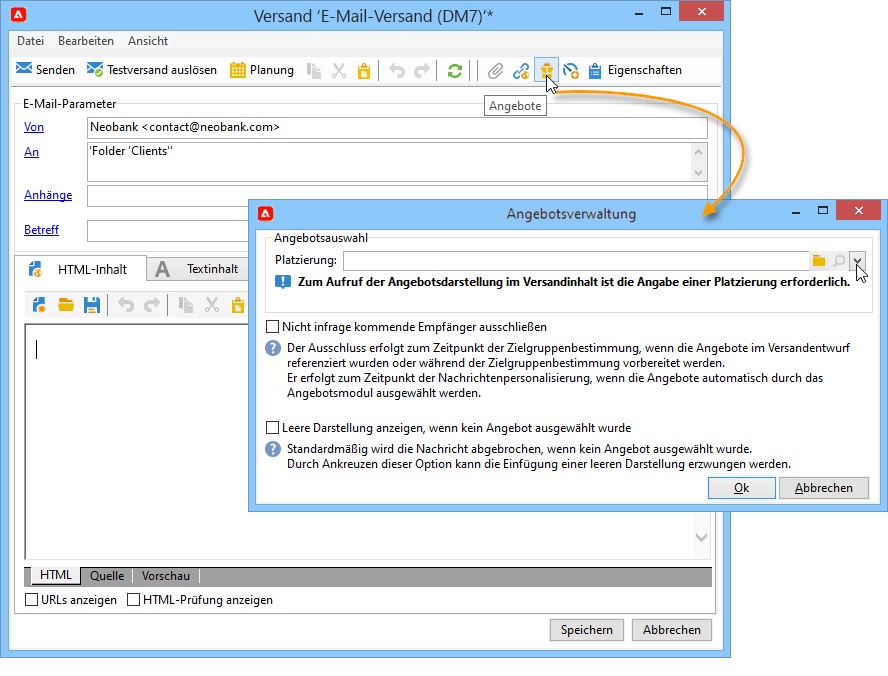 Versand ‘E-Mail-Versand (DM7)’*
Datei Bearbeiten Ansicht
Senden Testversand auslösen Planung Eigenschaften
Angebote
E-Mail-Parameter
Von Neobank <contact@neobank.com>
An 'Folder 'Clients''
Anhänge
Betreff
HTML-Inhalt A Textinhalt
Angebotsverwaltung
Angebotsauswahl
Platzierung:
Zum Aufruf der Angebotsdarstellung im Versandinhalt ist die Angabe einer Platzierung erforderlich.
Nicht infrage kommende Empfänger ausschließen
Der Ausschluss erfolgt zum Zeitpunkt der Zielgruppenbestimmung, wenn die Angebote im Versandentwurf
referenziert wurden oder während der Zielgruppenbestimmung vorbereitet werden.
Er erfolgt zum Zeitpunkt der Nachrichtenpersonalisierung, wenn die Angebote automatisch durch das
Angebotsmodul ausgewählt werden.
Leere Darstellung anzeigen, wenn kein Angebot ausgewählt wurde
Standardmäßig wird die Nachricht abgebrochen, wenn kein Angebot ausgewählt wurde.
Durch Ankreuzen dieser Option kann die Einfügung einer leeren Darstellung erzwungen werden.
Ok Abbrechen
HTML Quelle Vorschau
URLs anzeigen HTML-Prüfung anzeigen
Speichern Abbrechen